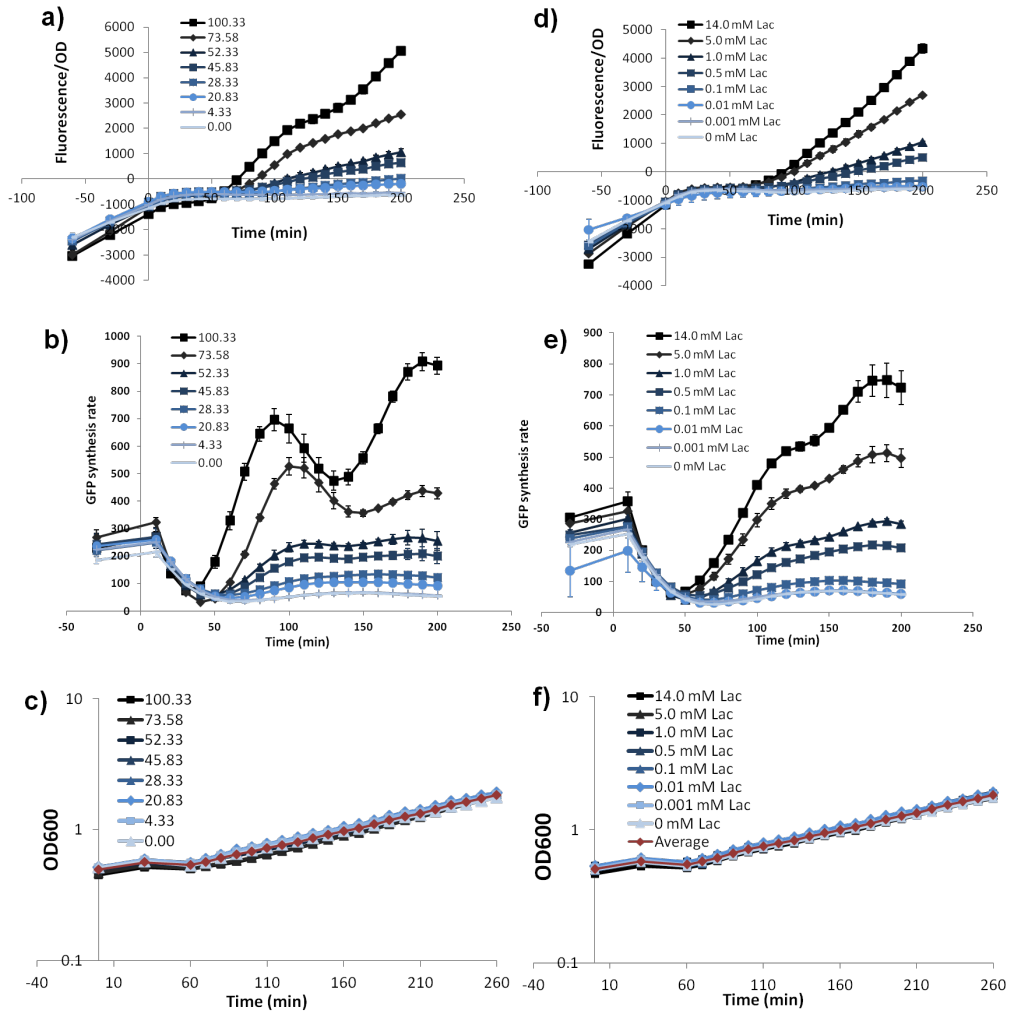 a)
Fluorescence/OD
6000
5000
4000
3000
2000
1000
0
-1000
-2000
-3000
-4000
-100
-50
0
50
100
150
200
250
Time (min)
100.33
73.58
52.33
45.83
28.33
20.83
4.33
0.00
d)
Fluorescence/OD
5000
4000
3000
2000
1000
0
-1000
-2000
-3000
-4000
-100
-50
0
50
100
150
200
250
Time (min)
14.0 mM Lac
5.0 mM Lac
1.0 mM Lac
0.5 mM Lac
0.1 mM Lac
0.01 mM Lac
0.001 mM Lac
0 mM Lac
b)
GFP synthesis rate
1000
900
800
700
600
500
400
300
200
100
0
-50
0
50
100
150
200
250
Time (min)
100.33
73.58
52.33
45.83
28.33
20.83
4.33
0.00
e)
GFP synthesis rate
900
800
700
600
500
400
300
200
100
0
-50
0
50
100
150
200
250
Time (min)
14.0 mM Lac
5.0 mM Lac
1.0 mM Lac
0.5 mM Lac
0.1 mM Lac
0.01 mM Lac
0.001 mM Lac
0 mM Lac
c)
OD600
10
1
0.1
-40
10
60
110
160
210
260
Time (min)
100.33
73.58
52.33
45.83
28.33
20.83
4.33
0.00
f)
OD600
10
1
0.1
-40
10
60
110
160
210
260
Time (min)
14.0 mM Lac
5.0 mM Lac
1.0 mM Lac
0.5 mM Lac
0.1 mM Lac
0.01 mM Lac
0.001 mM Lac
0 mM Lac
Average